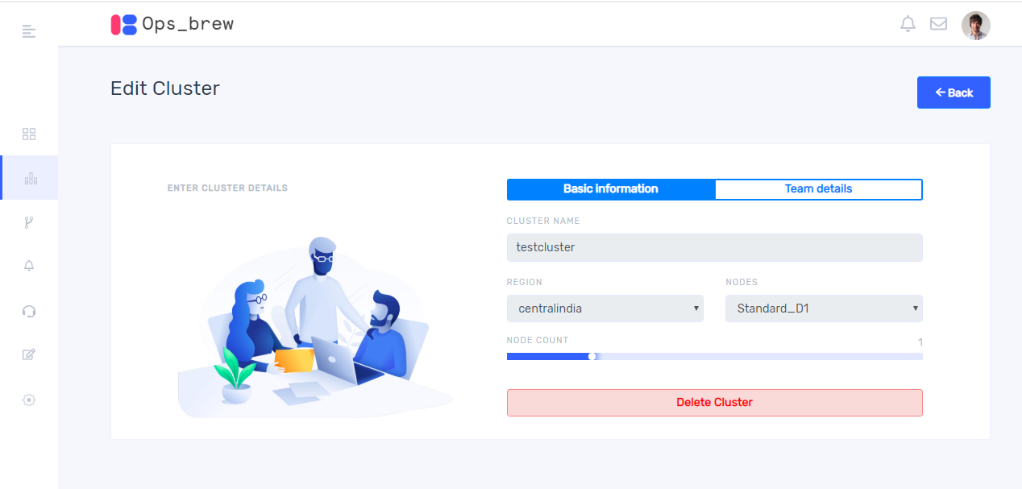 Ops_brew
Edit Cluster
← Back
ENTER CLUSTER DETAILS
Basic information
Team details
CLUSTER NAME
testcluster
REGION
NODES
centralindia
Standard_D1
NODE COUNT
1
Delete Cluster